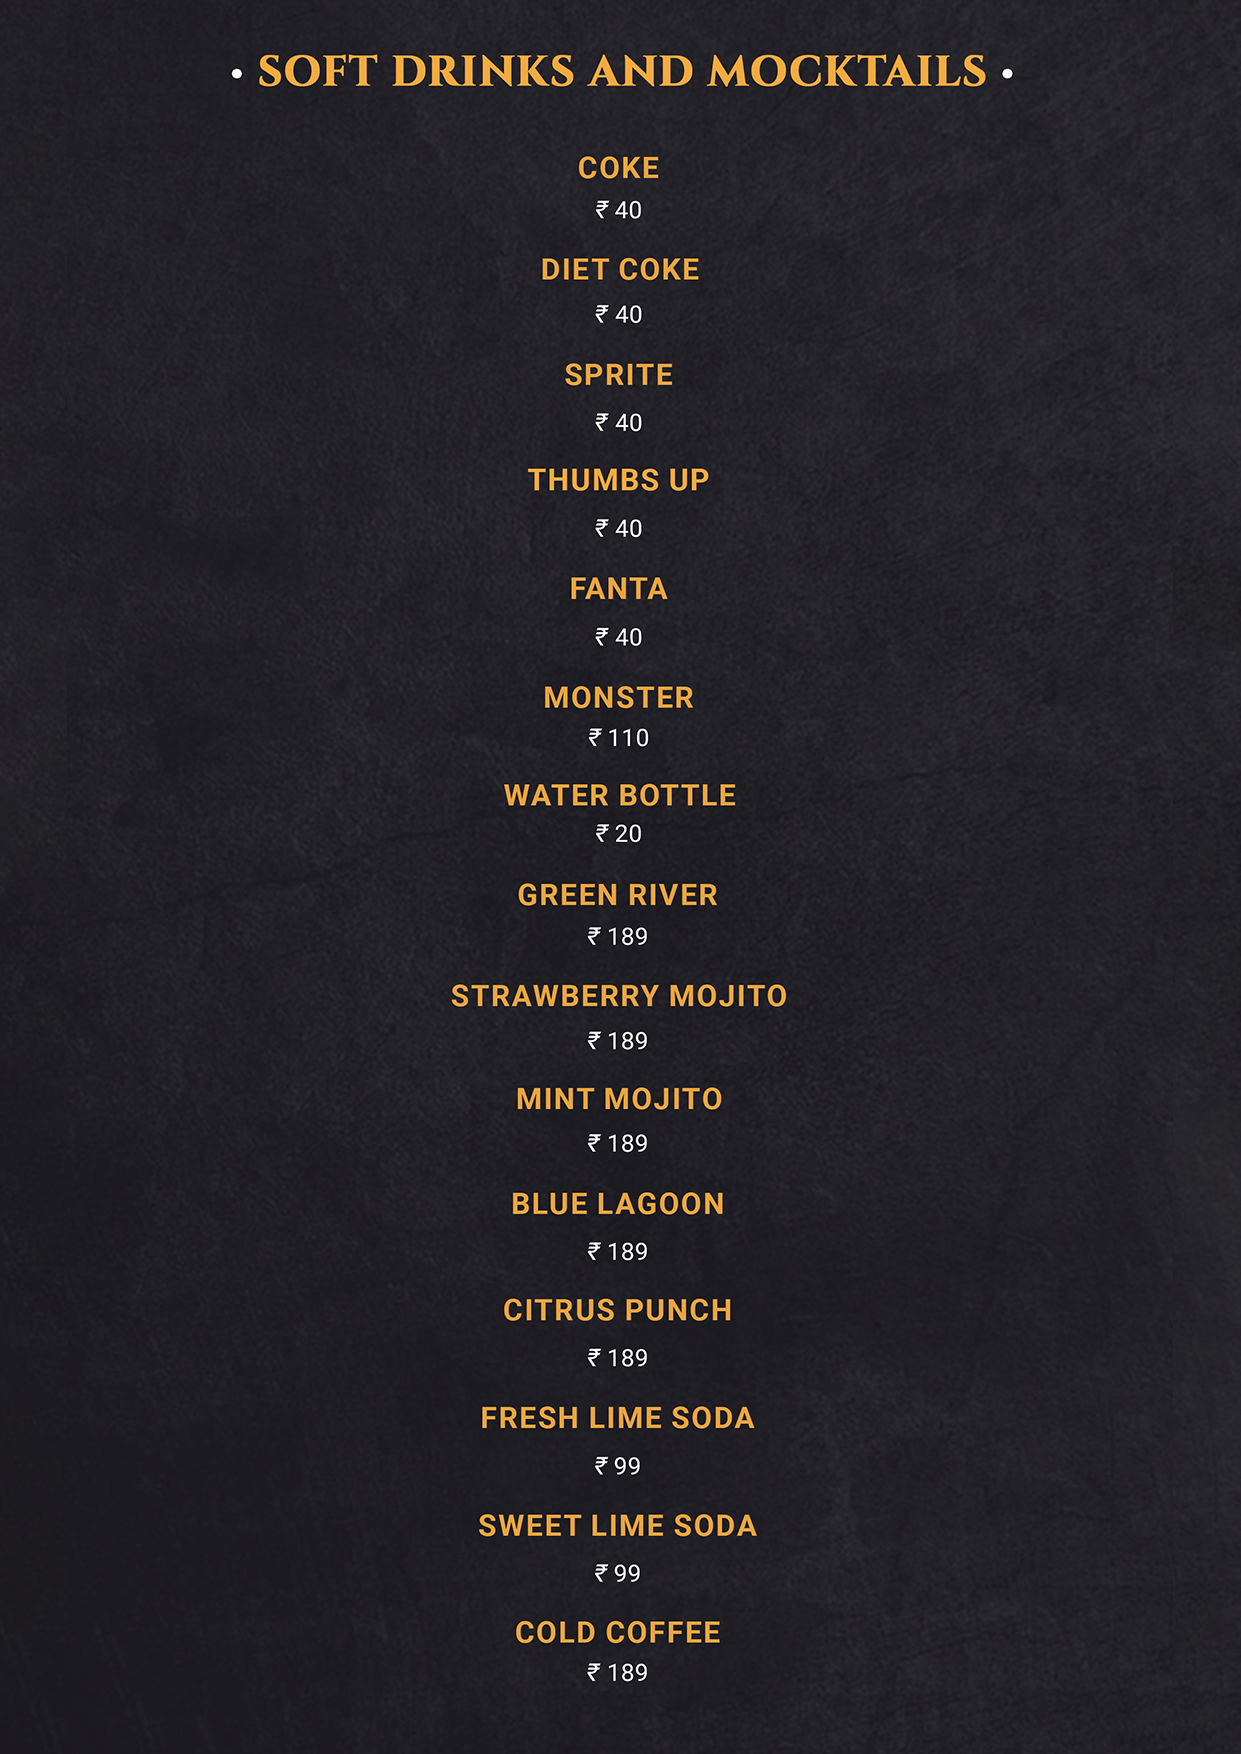 • SOFT DRINKS AND MOCKTAILS •
COKE
₹ 40
DIET COKE
₹ 40
SPRITE
₹ 40
THUMBS UP
₹ 40
FANTA
₹ 40
MONSTER
₹ 110
WATER BOTTLE
₹ 20
GREEN RIVER
₹ 189
STRAWBERRY MOJITO
₹ 189
MINT MOJITO
₹ 189
BLUE LAGOON
₹ 189
CITRUS PUNCH
₹ 189
FRESH LIME SODA
₹ 99
SWEET LIME SODA
₹ 99
COLD COFFEE
₹ 189